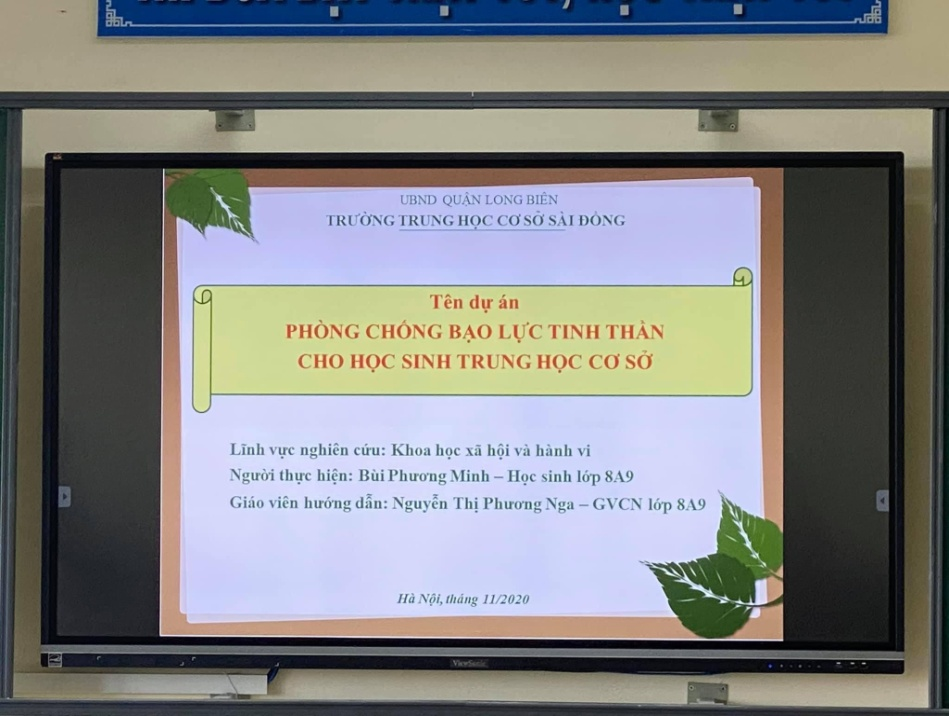 UBND QUẬN LONG BIÊN
TRƯỜNG TRUNG HỌC CƠ SỞ SÀI ĐỒNG
Tên dự án
PHÒNG CHỐNG BẠO LỰC TINH THẦN
CHO HỌC SINH TRUNG HỌC CƠ SỞ
Lĩnh vực nghiên cứu: Khoa học xã hội và hành vi
Người thực hiện: Bùi Phương Minh – Học sinh lớp 8A9
Giáo viên hướng dẫn: Nguyễn Thị Phương Nga – GVCN lớp 8A9
Hà Nội, tháng 11/2020
ViewSonic